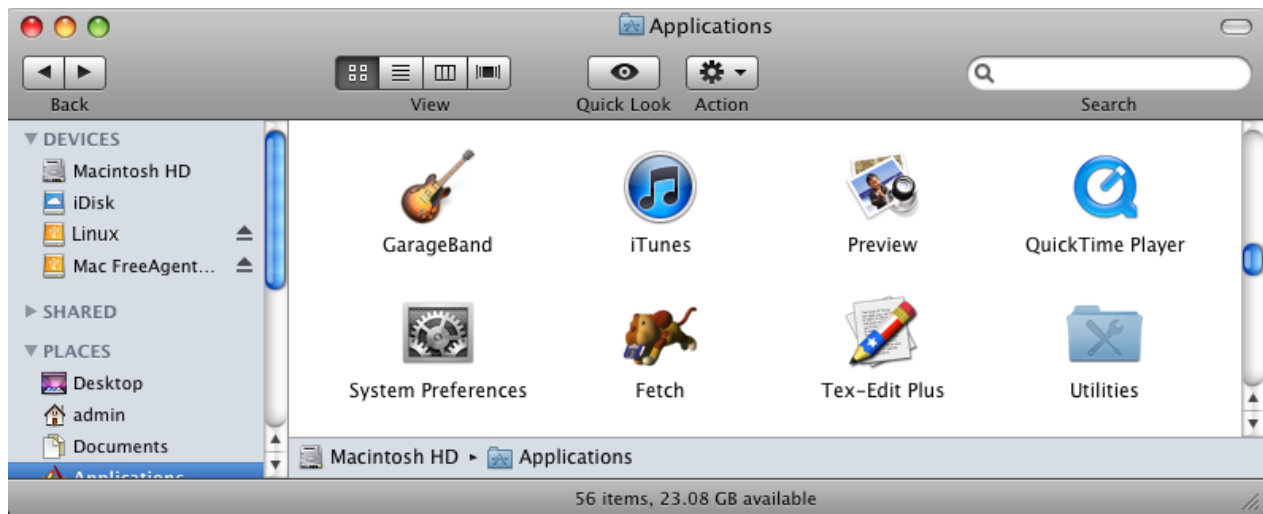 Applications
Back
View
Quick Look
Action
Search
DEVICES
Macintosh HD
iDisk
Linux
Mac FreeAgent...
SHARED
PLACES
Desktop
admin
Documents
Applications
GarageBand
iTunes
Preview
QuickTime Player
System Preferences
Fetch
Tex-Edit Plus
Utilities
Macintosh HD ▸ Applications
56 items, 23.08 GB available